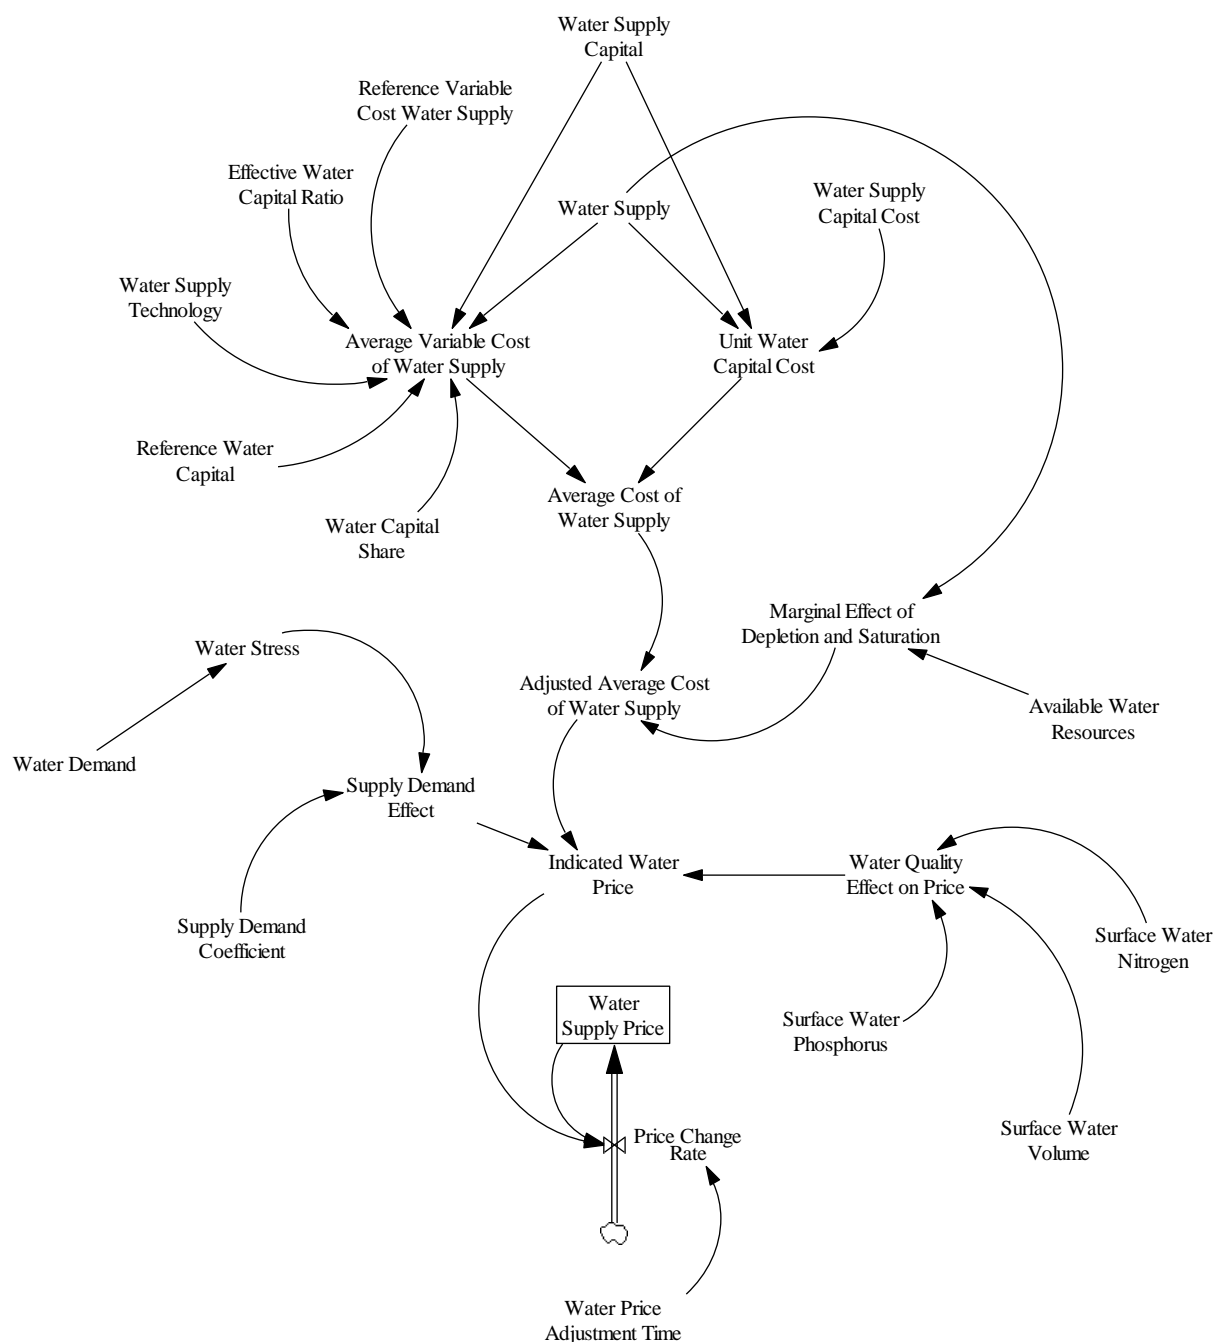 Water Supply
Capital
Reference Variable
Cost Water Supply
Effective Water
Capital Ratio
Water Supply
Water Supply
Capital Cost
Water Supply
Technology
Average Variable Cost
of Water Supply
Unit Water
Capital Cost
Reference Water
Capital
Water Capital
Share
Average Cost of
Water Supply
Marginal Effect of
Depletion and Saturation
Water Stress
Adjusted Average Cost
of Water Supply
Available Water
Resources
Water Demand
Supply Demand
Effect
Indicated Water
Price
Water Quality
Effect on Price
Supply Demand
Coefficient
Surface Water
Nitrogen
Water
Supply Price
Surface Water
Phosphorus
Price Change
Rate
Surface Water
Volume
Water Price
Adjustment Time